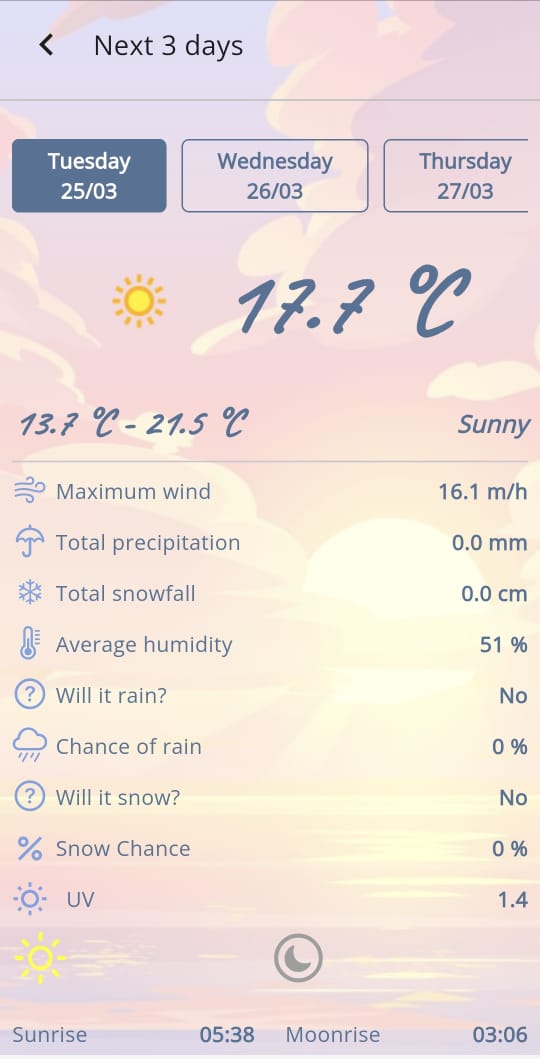 Next 3 days
Tuesday
25/03
Wednesday
26/03
Thursday
27/03
17.7 °C
13.7 °C - 21.5 °C
Sunny
Maximum wind 16.1 m/h
Total precipitation 0.0 mm
Total snowfall 0.0 cm
Average humidity 51 %
Will it rain? No
Chance of rain 0 %
Will it snow? No
Snow Chance 0 %
UV 1.4
Sunrise 05:38 Moonrise 03:06